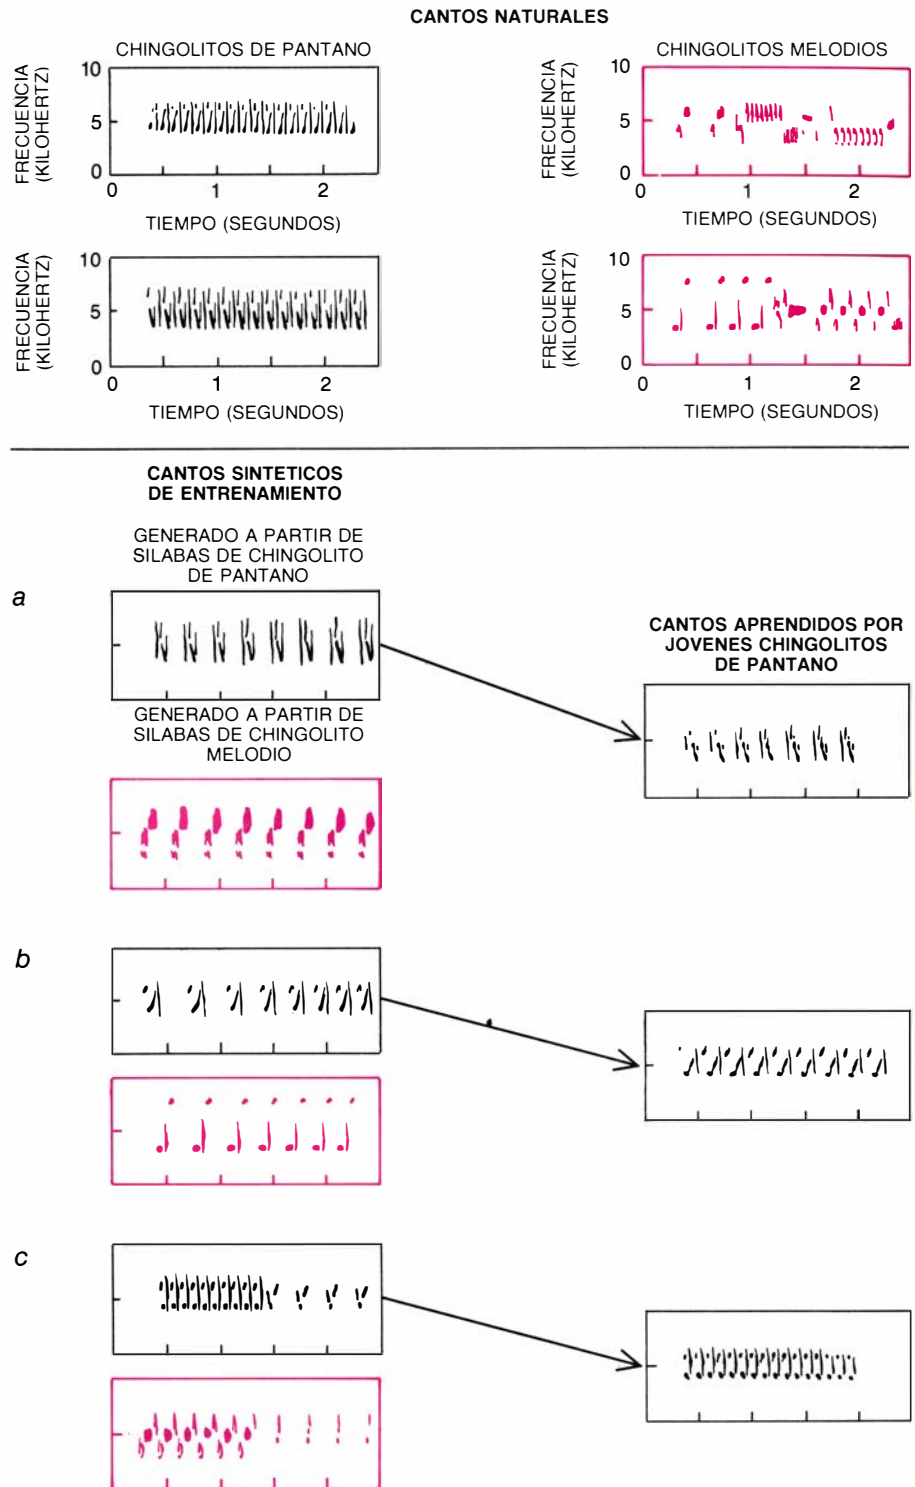 CANTOS NATURALES
CHINGOLITOS DE PANTANO
FRECUENCIA
(KILOHERTZ)
10
5
0
0 1 2
TIEMPO (SEGUNDOS)
CHINGOLITOS MELODIOS
FRECUENCIA
(KILOHERTZ)
10
5
0
0 1 2
TIEMPO (SEGUNDOS)
FRECUENCIA
(KILOHERTZ)
10
5
0
0 1 2
TIEMPO (SEGUNDOS)
FRECUENCIA
(KILOHERTZ)
10
5
0
0 1 2
TIEMPO (SEGUNDOS)
CANTOS SINTETICOS
DE ENTRENAMIENTO
GENERADO A PARTIR DE
SILABAS DE CHINGOLITO
DE PANTANO
a
CANTOS APRENDIDOS POR
JOVENES CHINGOLITOS
DE PANTANO
GENERADO A PARTIR DE
SILABAS DE CHINGOLITO
MELODIO
b
c